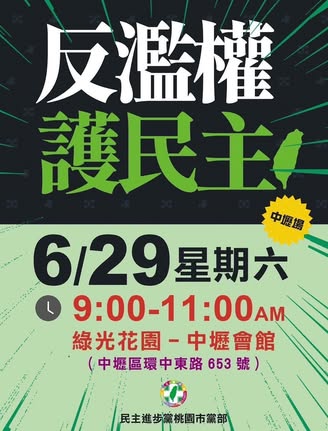 反濫權
護民主
中壢場
6/29星期六
9:00-11:00AM
綠光花園－中壢會館
（中壢區環中東路653號）
民主進步黨桃園市黨部